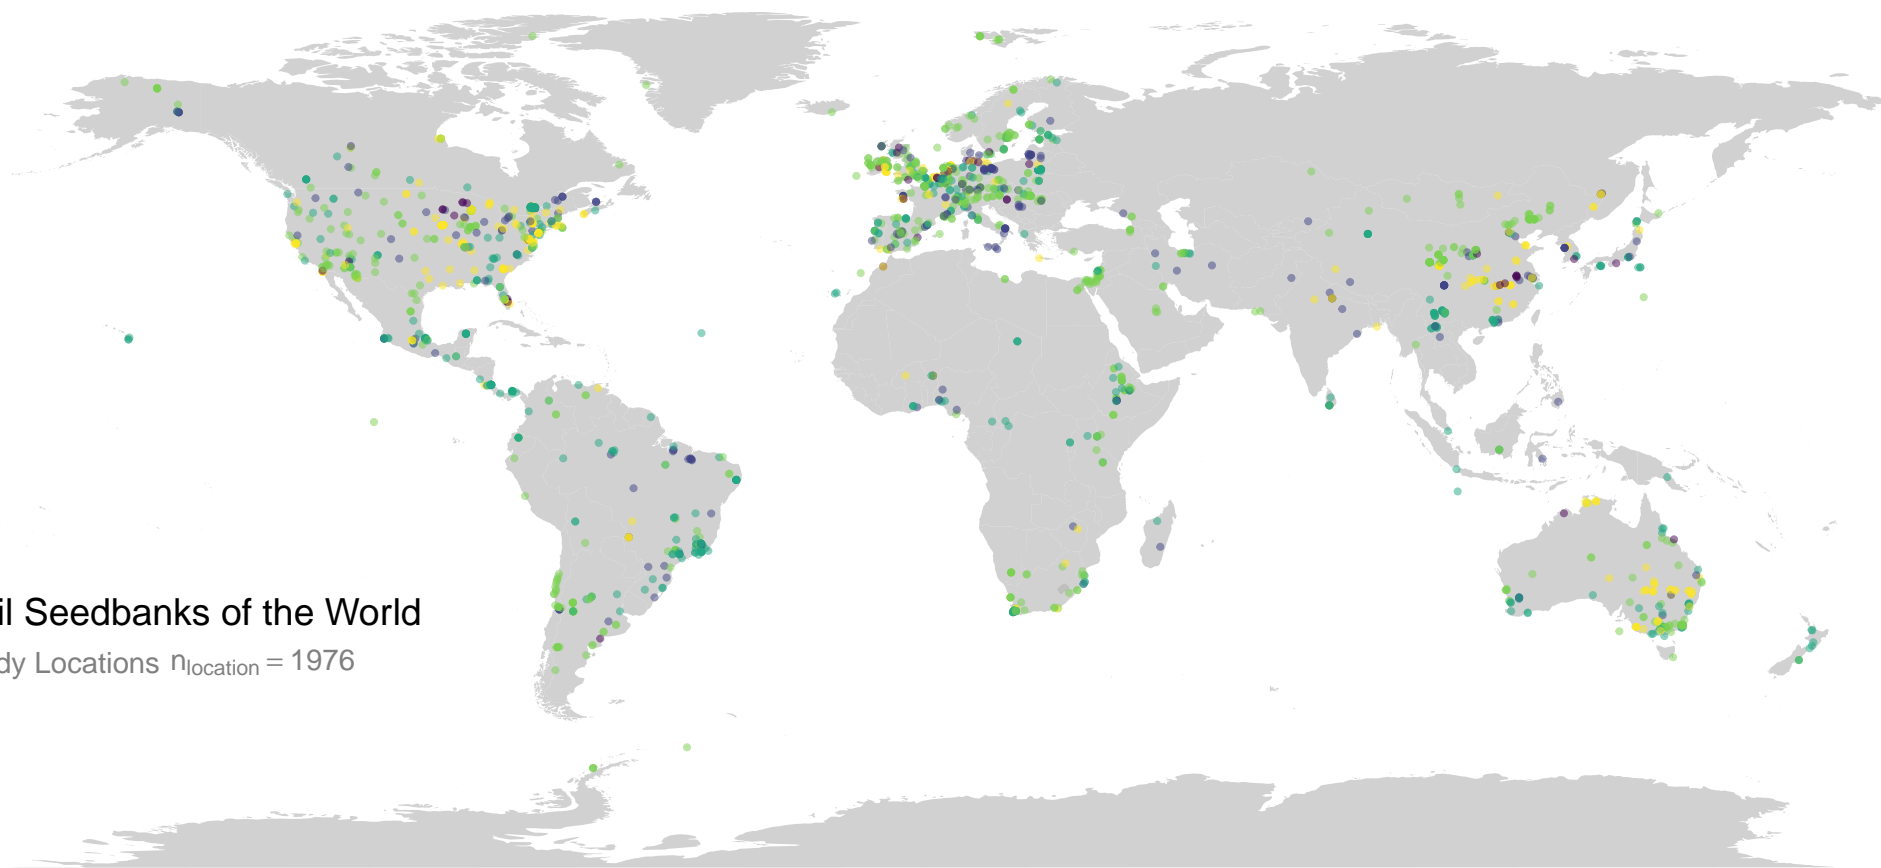 il Seedbanks of the World
dy Locations n_location = 1976